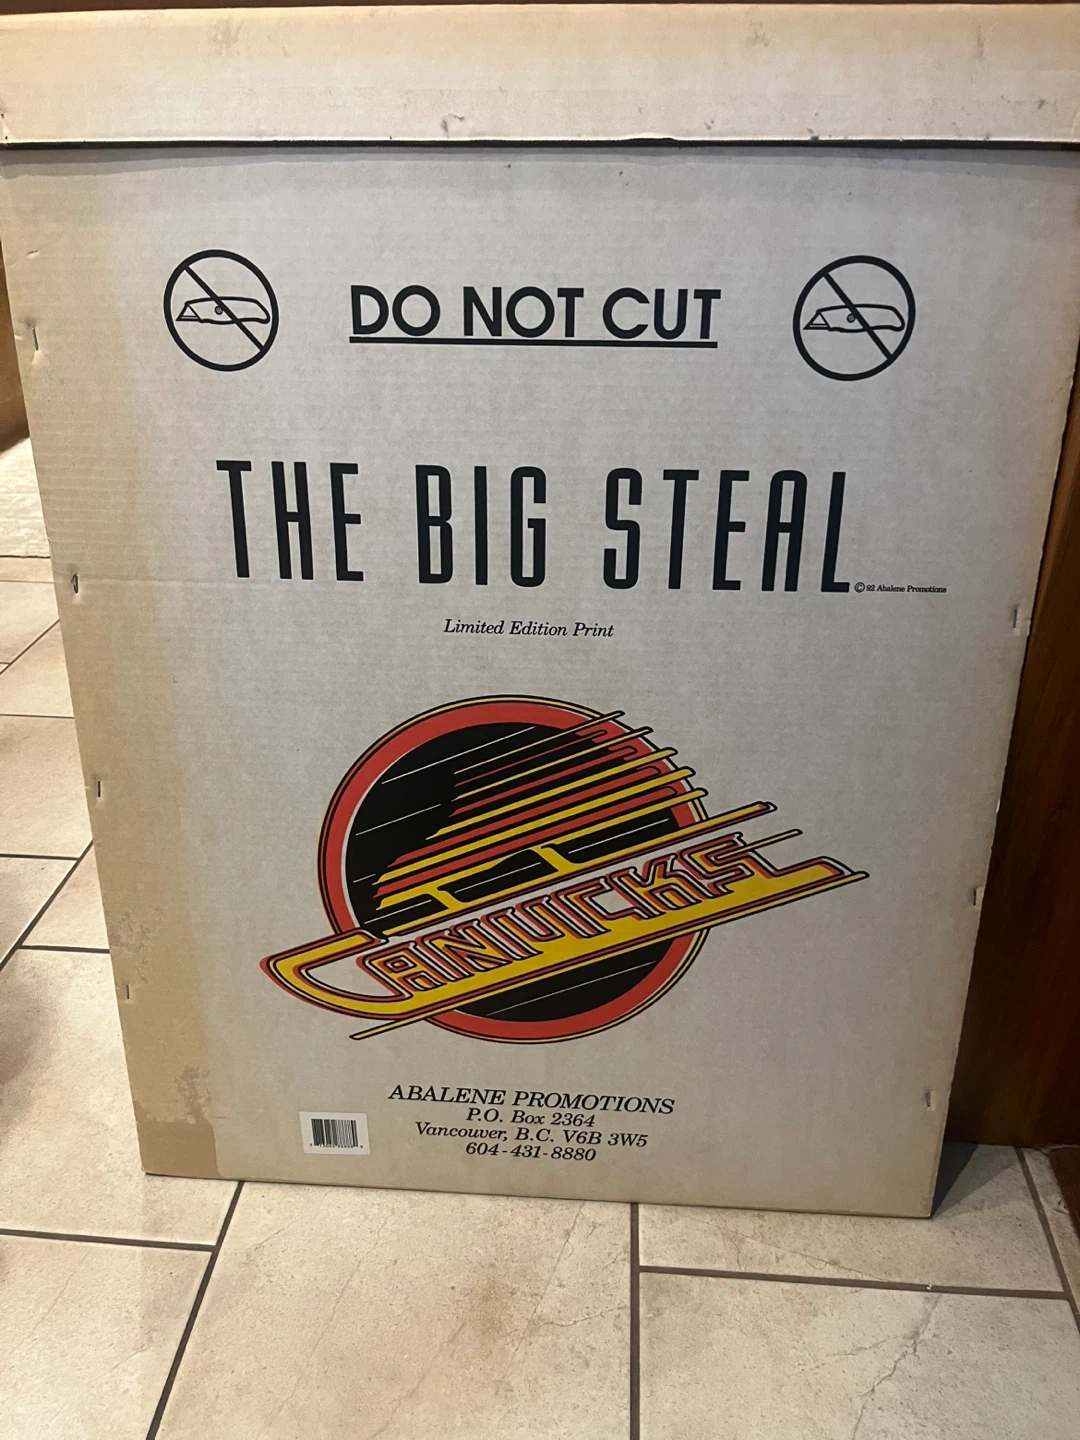 DO NOT CUT
THE BIG STEAL
© 92 Abalene Promotions
Limited Edition Print
CANUCKS
ABALENE PROMOTIONS
P.O. Box 2364
Vancouver, B.C. V6B 3W5
604-431-8880